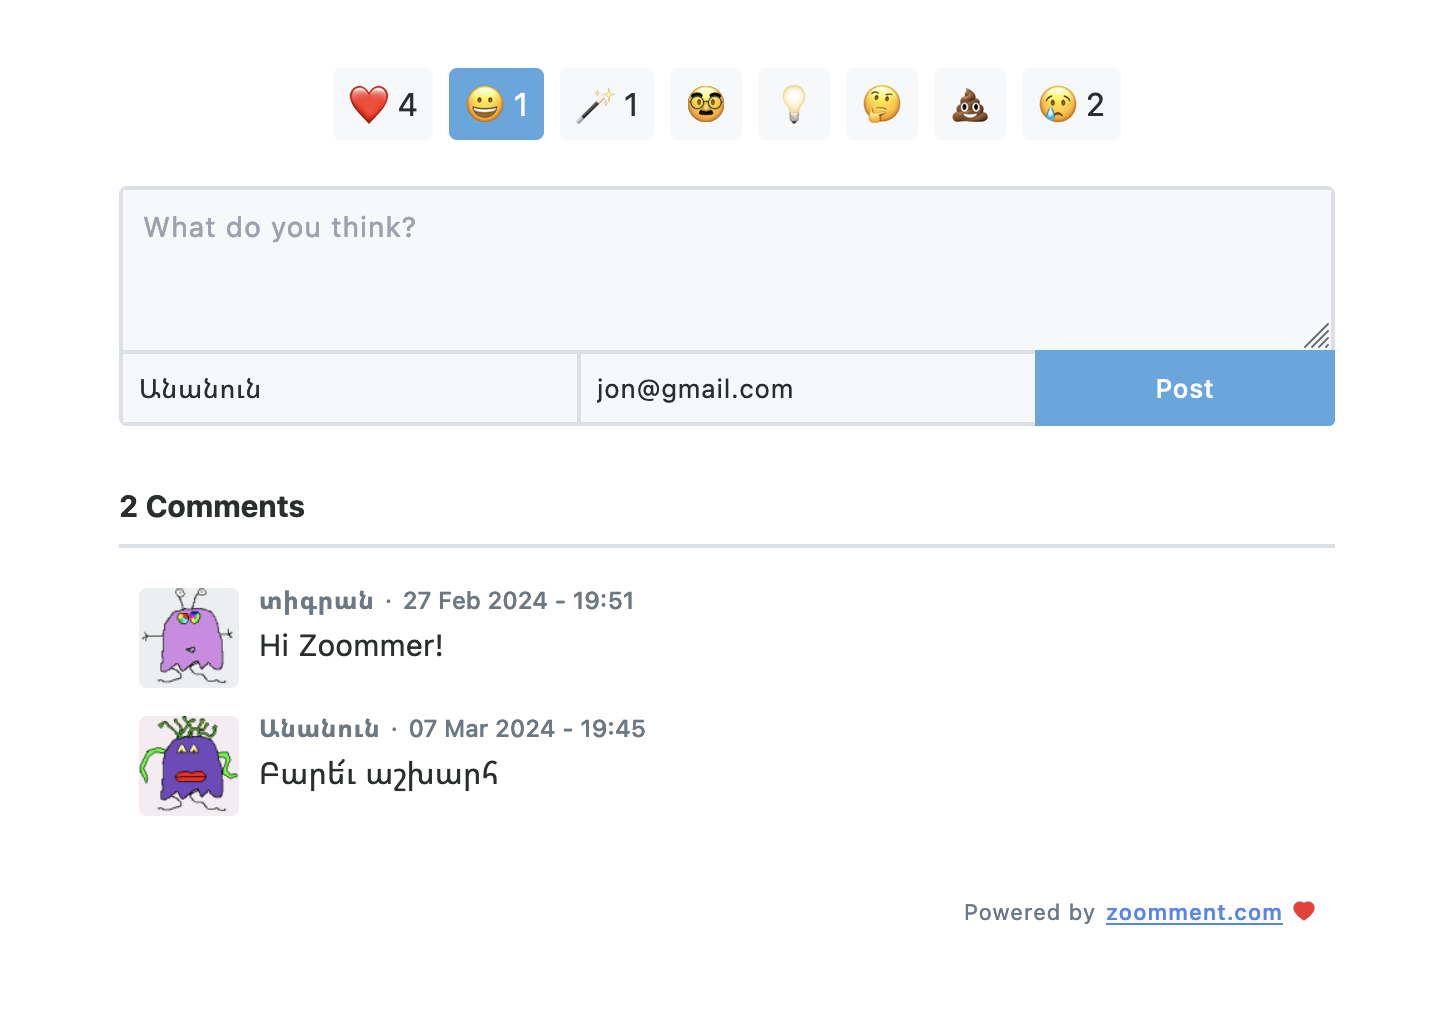 ❤️ 4 😀 1 🪄 1 🥸 💡 🤔 💩 😢 2
What do you think?
Անանուն jon@gmail.com Post
2 Comments
տիգրան · 27 Feb 2024 - 19:51
Hi Zoommer!
Անանուն · 07 Mar 2024 - 19:45
Բարե՛ւ աշխարհ
Powered by zoomment.com ❤️